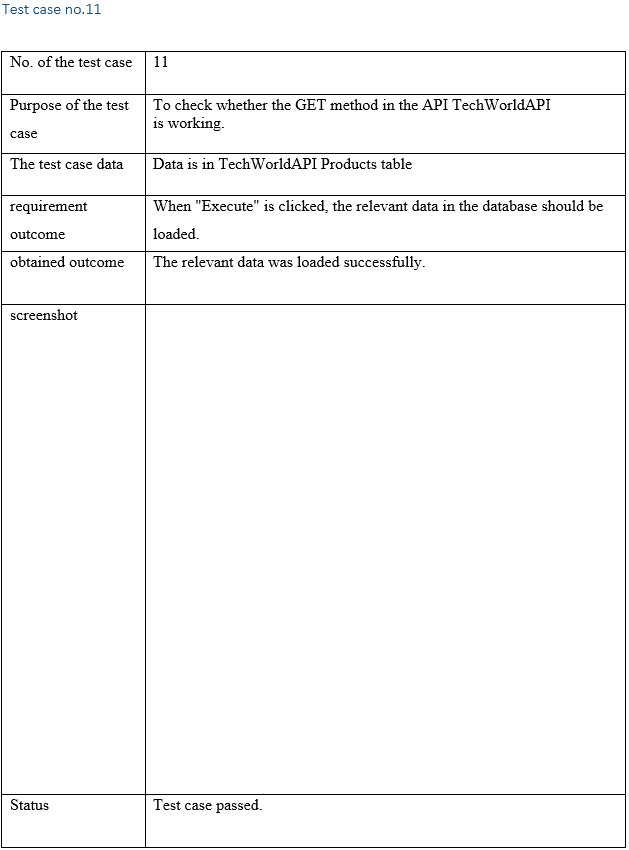 Test case no.11
No. of the test case 11
Purpose of the test To check whether the GET method in the API TechWorldAPI
case is working.
The test case data Data is in TechWorldAPI Products table
requirement When "Execute" is clicked, the relevant data in the database should be
outcome loaded.
obtained outcome The relevant data was loaded successfully.
screenshot
Status Test case passed.